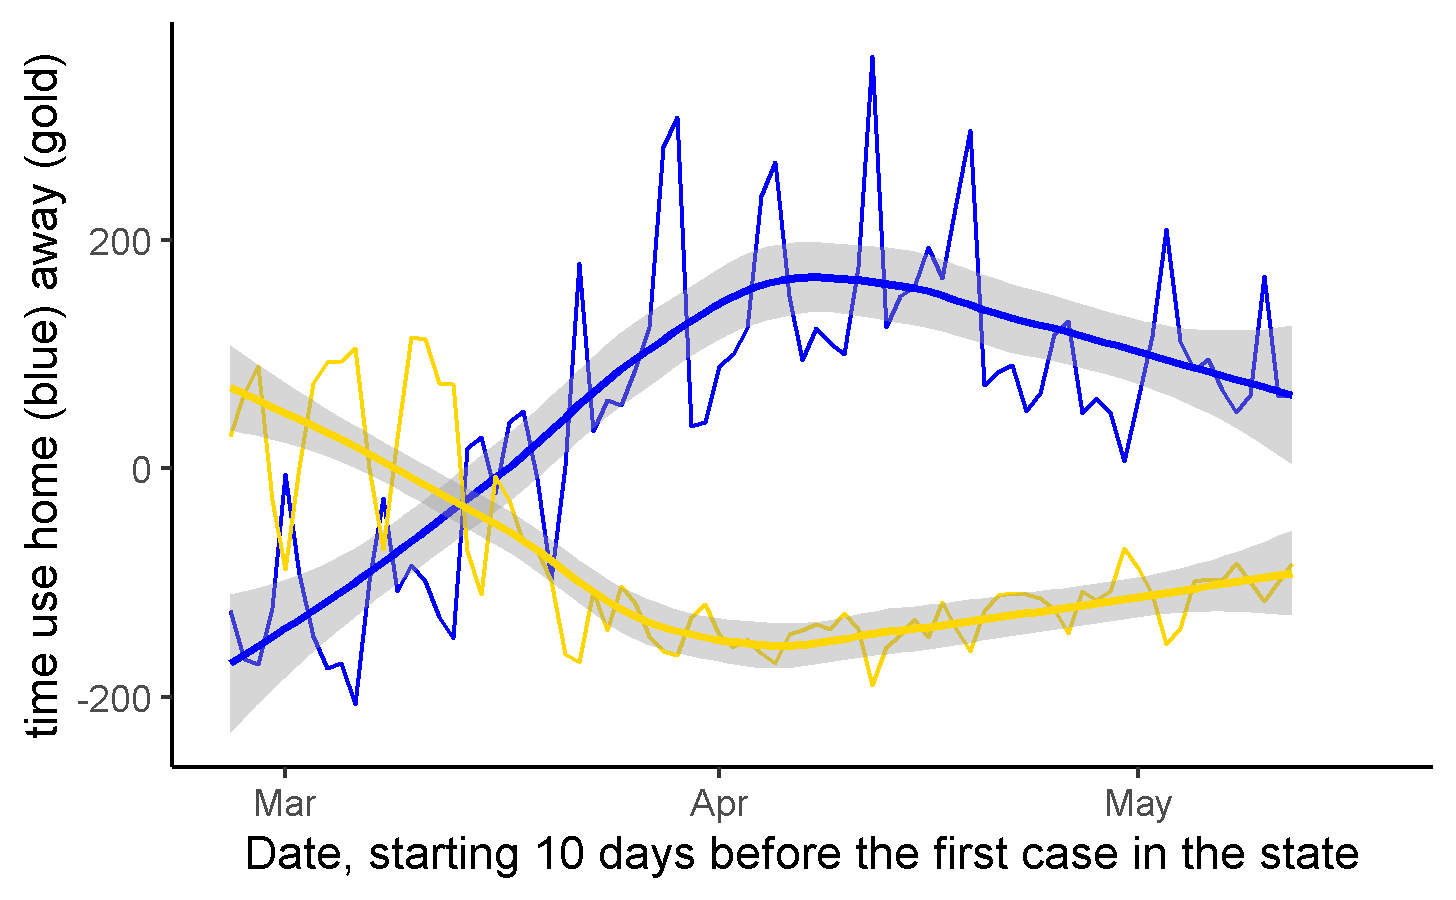 time use home (blue) away (gold)
200
0
-200
Mar Apr May
Date, starting 10 days before the first case in the state